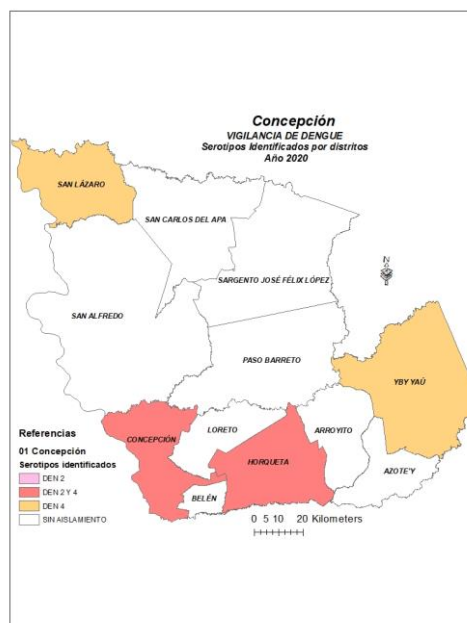 Concepción
VIGILANCIA DE DENGUE
Serotipos Identificados por distritos
Año 2020
SAN LÁZARO
SAN CARLOS DEL APA
SARGENTO JOSÉ FÉLIX LÓPEZ
N
SAN ALFREDO
PASO BARRETO
YBY YAÚ
CONCEPCIÓN
LORETO
ARROYITO
HORQUETA
AZOTE'Y
BELÉN
Referencias
01 Concepción
Serotipos identificados
DEN 2
DEN 2 Y 4
DEN 4
SIN AISLAMIENTO
0 5 10 20 Kilometers